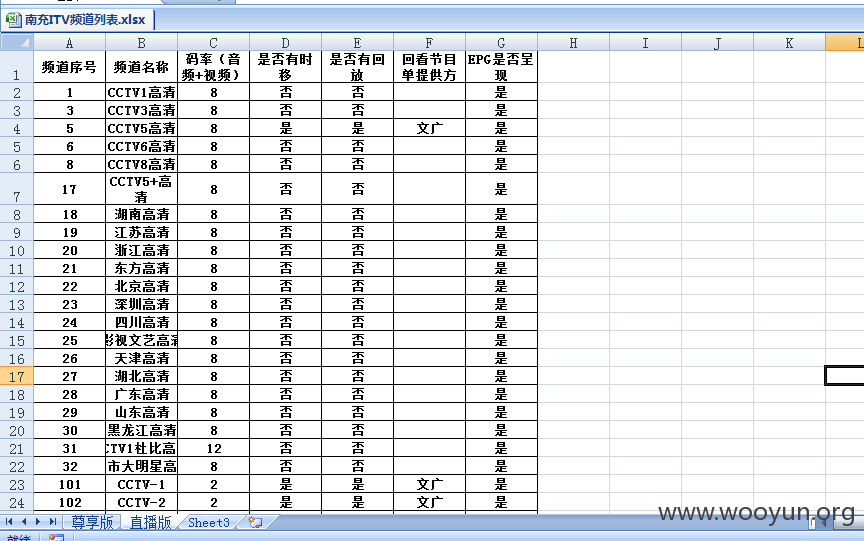 南充ITV频道列表.xlsx
A B C D E F G H I J K L
1 频道序号 频道名称 码率（音频+视频） 是否有时移 是否有回放 回看节目单提供方 EPG是否呈现
2 1 CCTV1高清 8 否 否 是
3 3 CCTV3高清 8 否 否 是
4 5 CCTV5高清 8 是 是 文广 是
5 6 CCTV6高清 8 否 否 是
6 8 CCTV8高清 8 否 否 是
7 17 CCTV5+高清 8 否 否 是
8 18 湖南高清 8 否 否 是
9 19 江苏高清 8 否 否 是
10 20 浙江高清 8 否 否 是
11 21 东方高清 8 否 否 是
12 22 北京高清 8 否 否 是
13 23 深圳高清 8 否 否 是
14 24 四川高清 8 否 否 是
15 25 影视文艺高清 8 否 否 是
16 26 天津高清 8 否 否 是
17 27 湖北高清 8 否 否 是
18 28 广东高清 8 否 否 是
19 29 山东高清 8 否 否 是
20 30 黑龙江高清 8 否 否 是
21 31 CTV1杜比高 12 否 否 是
22 32 市大明星高 8 否 否 是
23 101 CCTV-1 2 是 是 文广 是
24 102 CCTV-2 2 是 是 文广 是
尊享版 直播版 Sheet3
www.wooyun.org
就绪